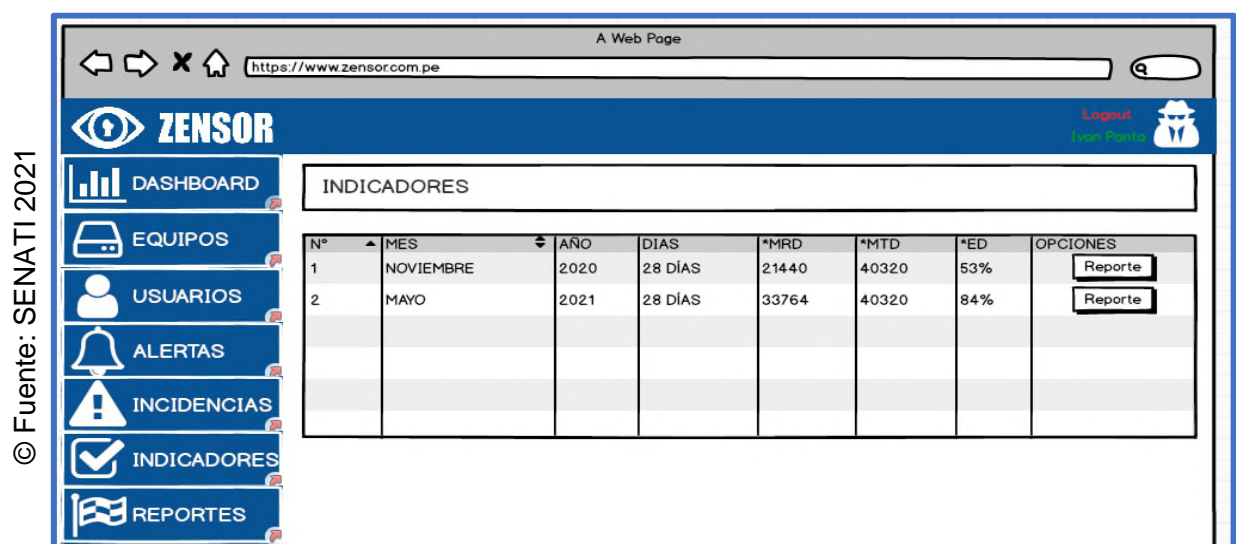 © Fuente: SENATI 2021
A Web Page
https://www.zensor.com.pe
ZENSOR
Logout
Ivan Panta
DASHBOARD
EQUIPOS
USUARIOS
ALERTAS
INCIDENCIAS
INDICADORES
REPORTES
INDICADORES
N° MES AÑO DIAS *MRD *MTD *ED OPCIONES
1 NOVIEMBRE 2020 28 DÍAS 21440 40320 53% Reporte
2 MAYO 2021 28 DÍAS 33764 40320 84% Reporte